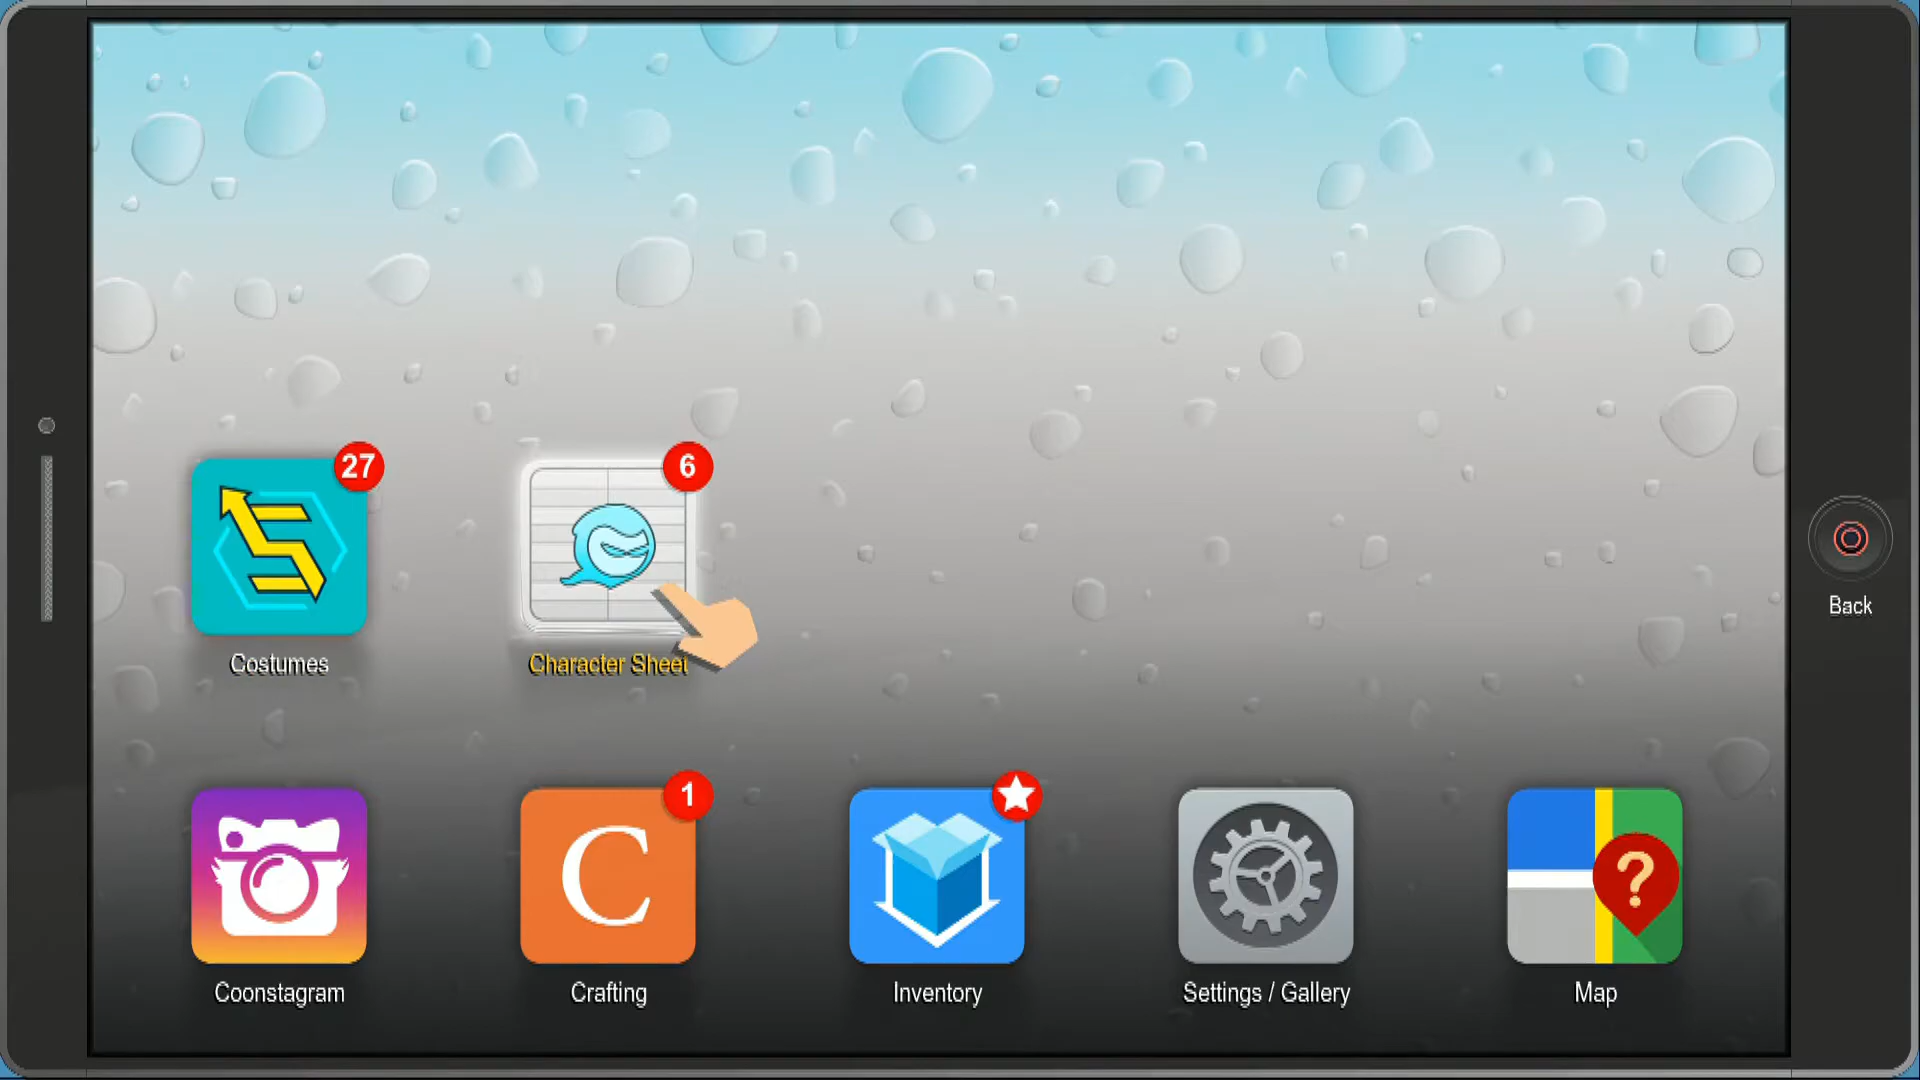 27
6
Costumes
Character Sheet
Back
1
C
?
Coonstagram
Crafting
Inventory
Settings / Gallery
Map